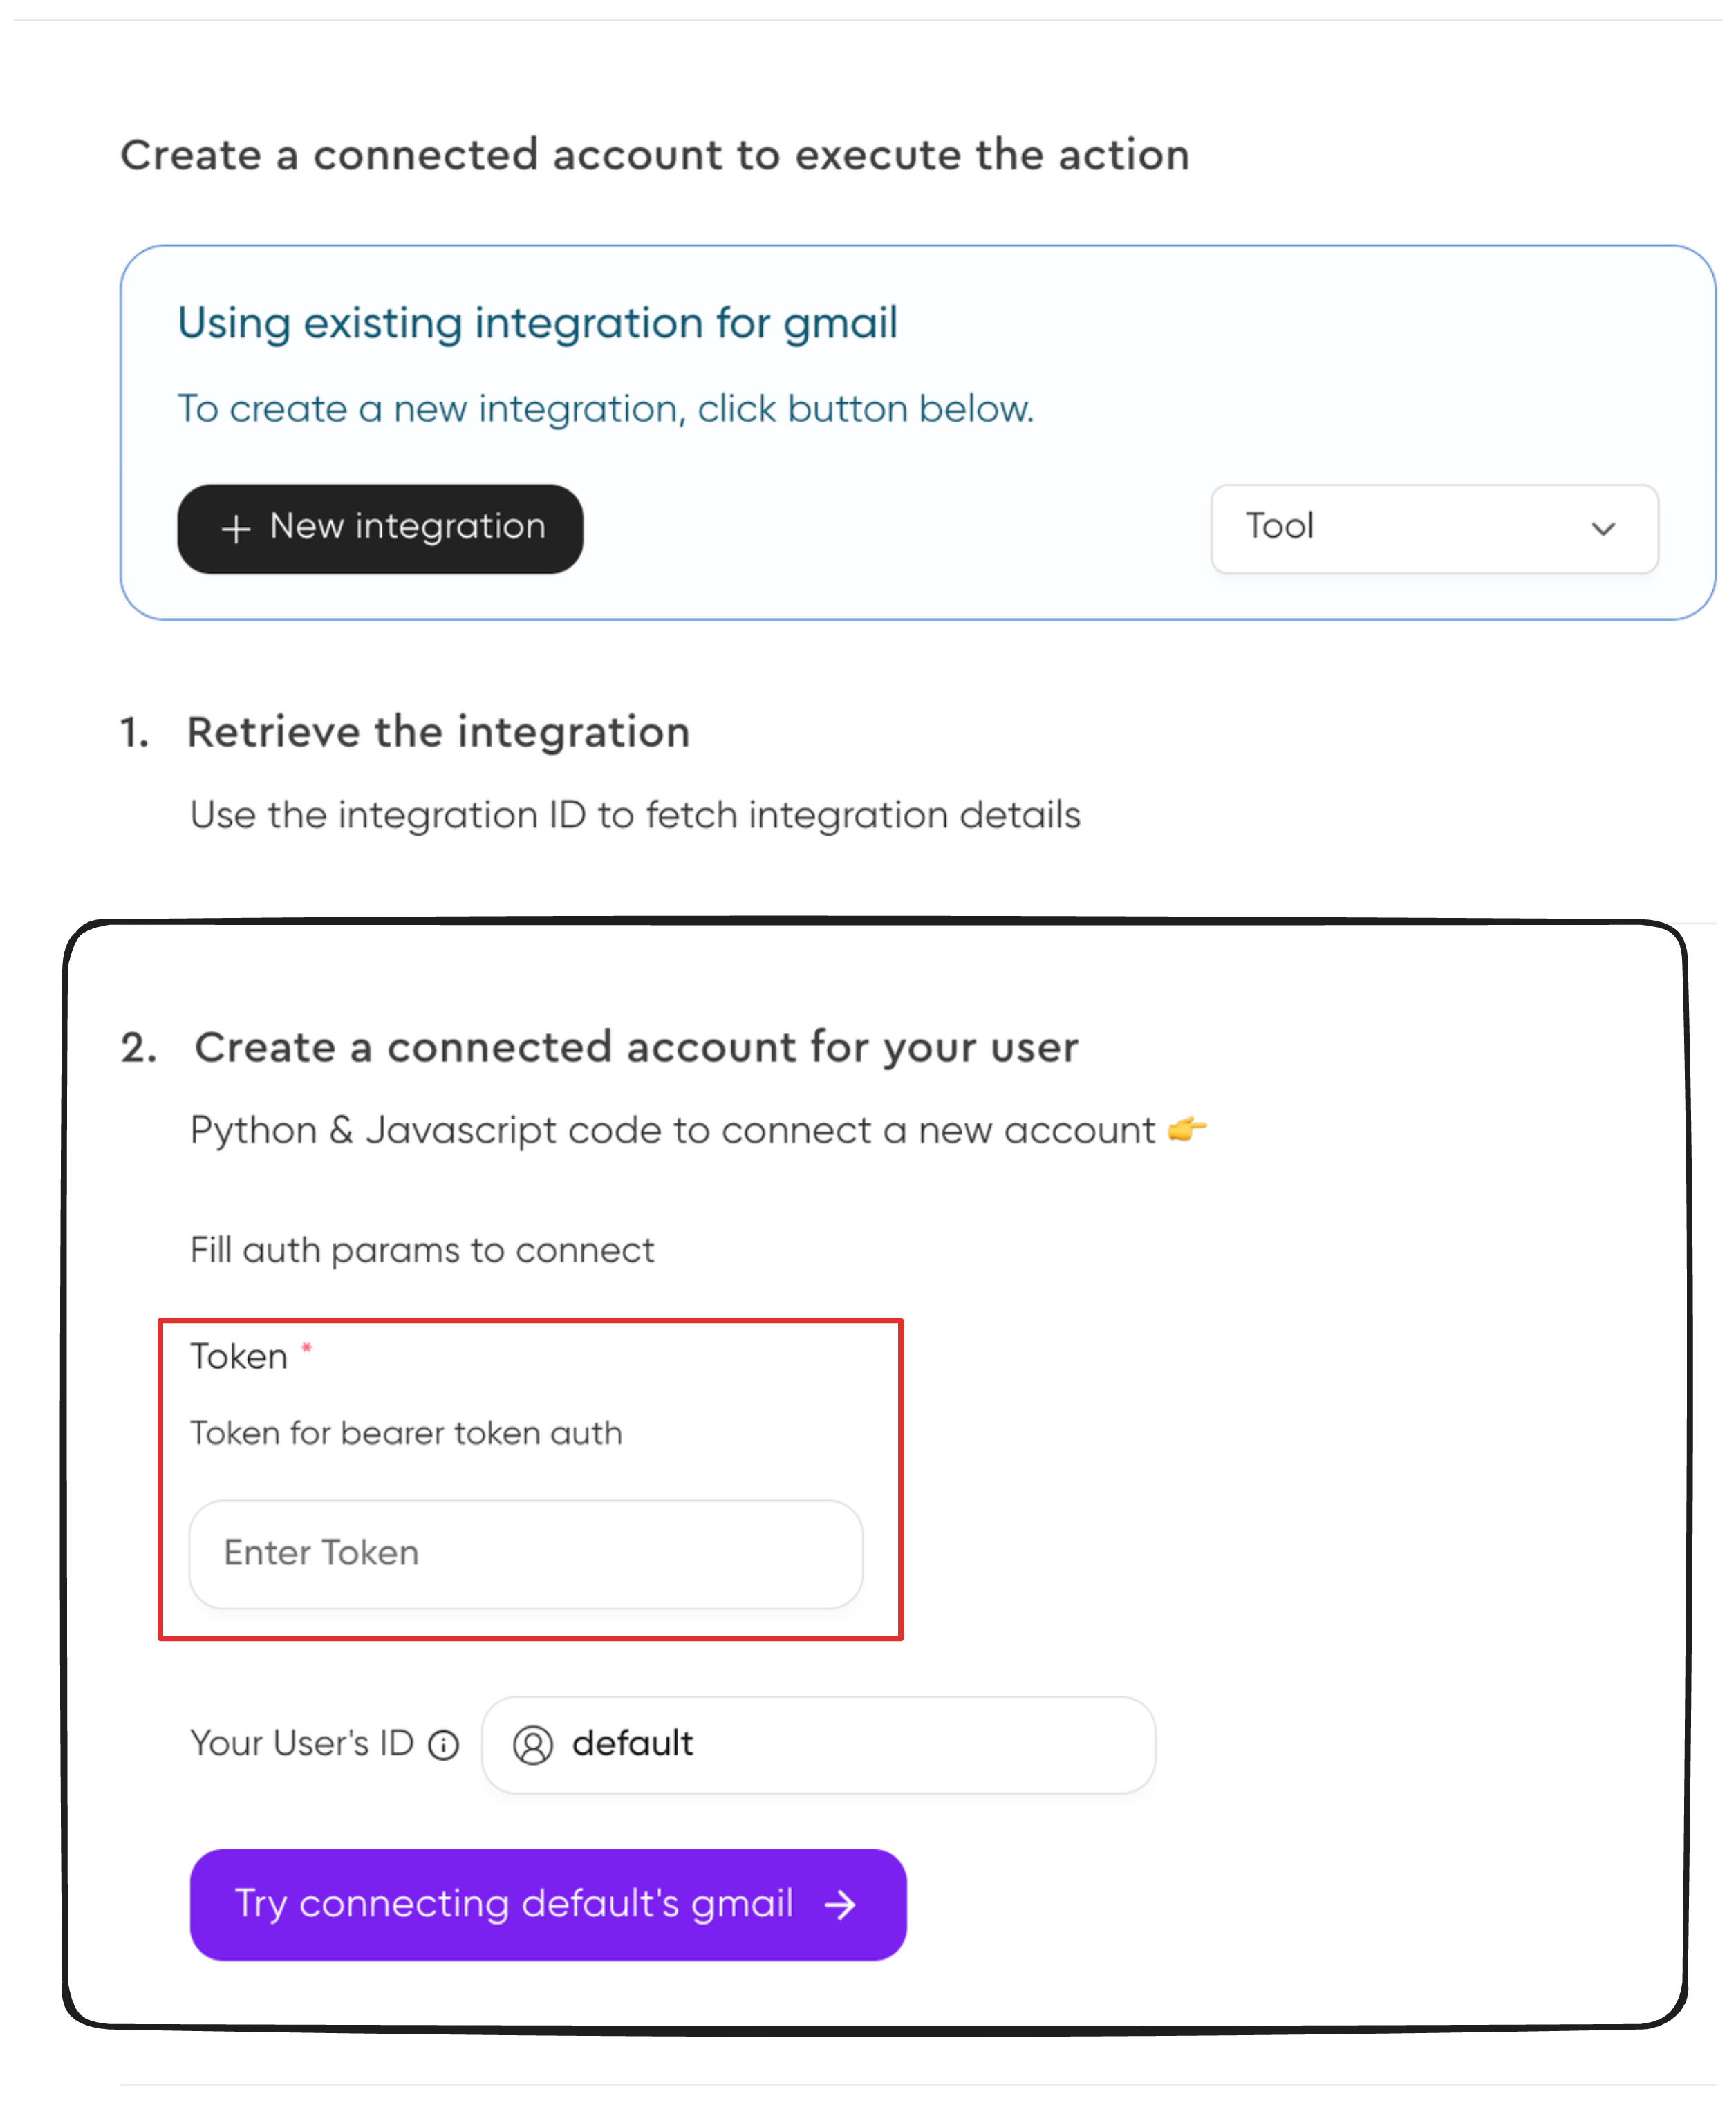 Create a connected account to execute the action
Using existing integration for gmail
To create a new integration, click button below.
+ New integration
Tool
1. Retrieve the integration
Use the integration ID to fetch integration details
2. Create a connected account for your user
Python & Javascript code to connect a new account 👉
Fill auth params to connect
Token *
Token for bearer token auth
Enter Token
Your User's ID
default
Try connecting default's gmail →